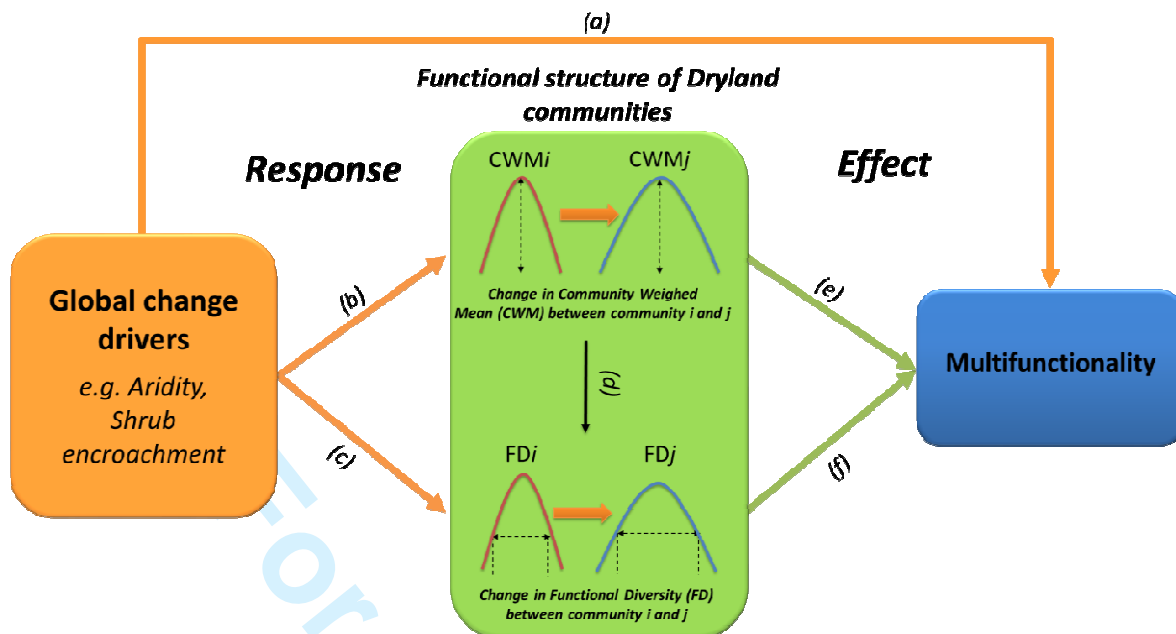 (a)
Functional structure of Dryland
communities
Response
Effect
CWMi
CWMj
Change in Community Weighed
Mean (CWM) between community i and j
(b)
(e)
Global change
drivers
e.g. Aridity,
Shrub
encroachment
Multifunctionality
(d)
(c)
(f)
FDi
FDj
Change in Functional Diversity (FD)
between community i and j
For